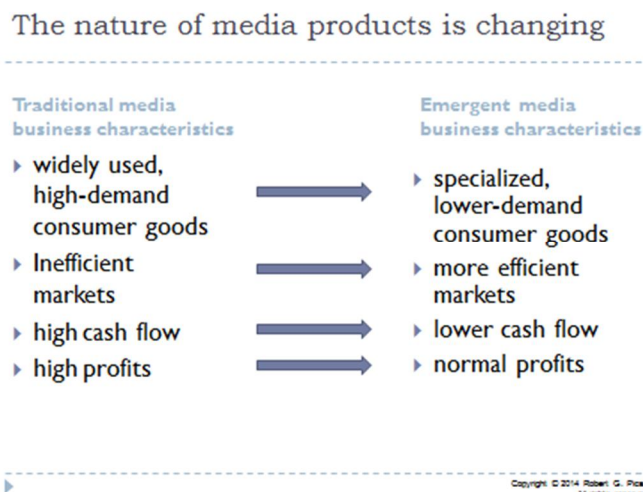 The nature of media products is changing
Traditional media
business characteristics
widely used,
high-demand
consumer goods
Inefficient
markets
high cash flow
high profits
Emergent media
business characteristics
specialized,
lower-demand
consumer goods
more efficient
markets
lower cash flow
normal profits
Copyright © 2014 Robert G.